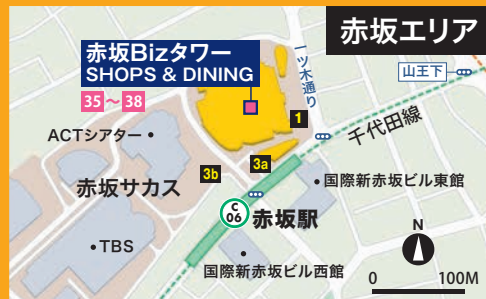 赤坂エリア
赤坂Bizタワー
SHOPS & DINING
35～38
一ツ木通り
山王下
1
千代田線
ACTシアター
3a
3b
赤坂サカス
国際新赤坂ビル東館
C
06
赤坂駅
TBS
国際新赤坂ビル西館
N
0 100M